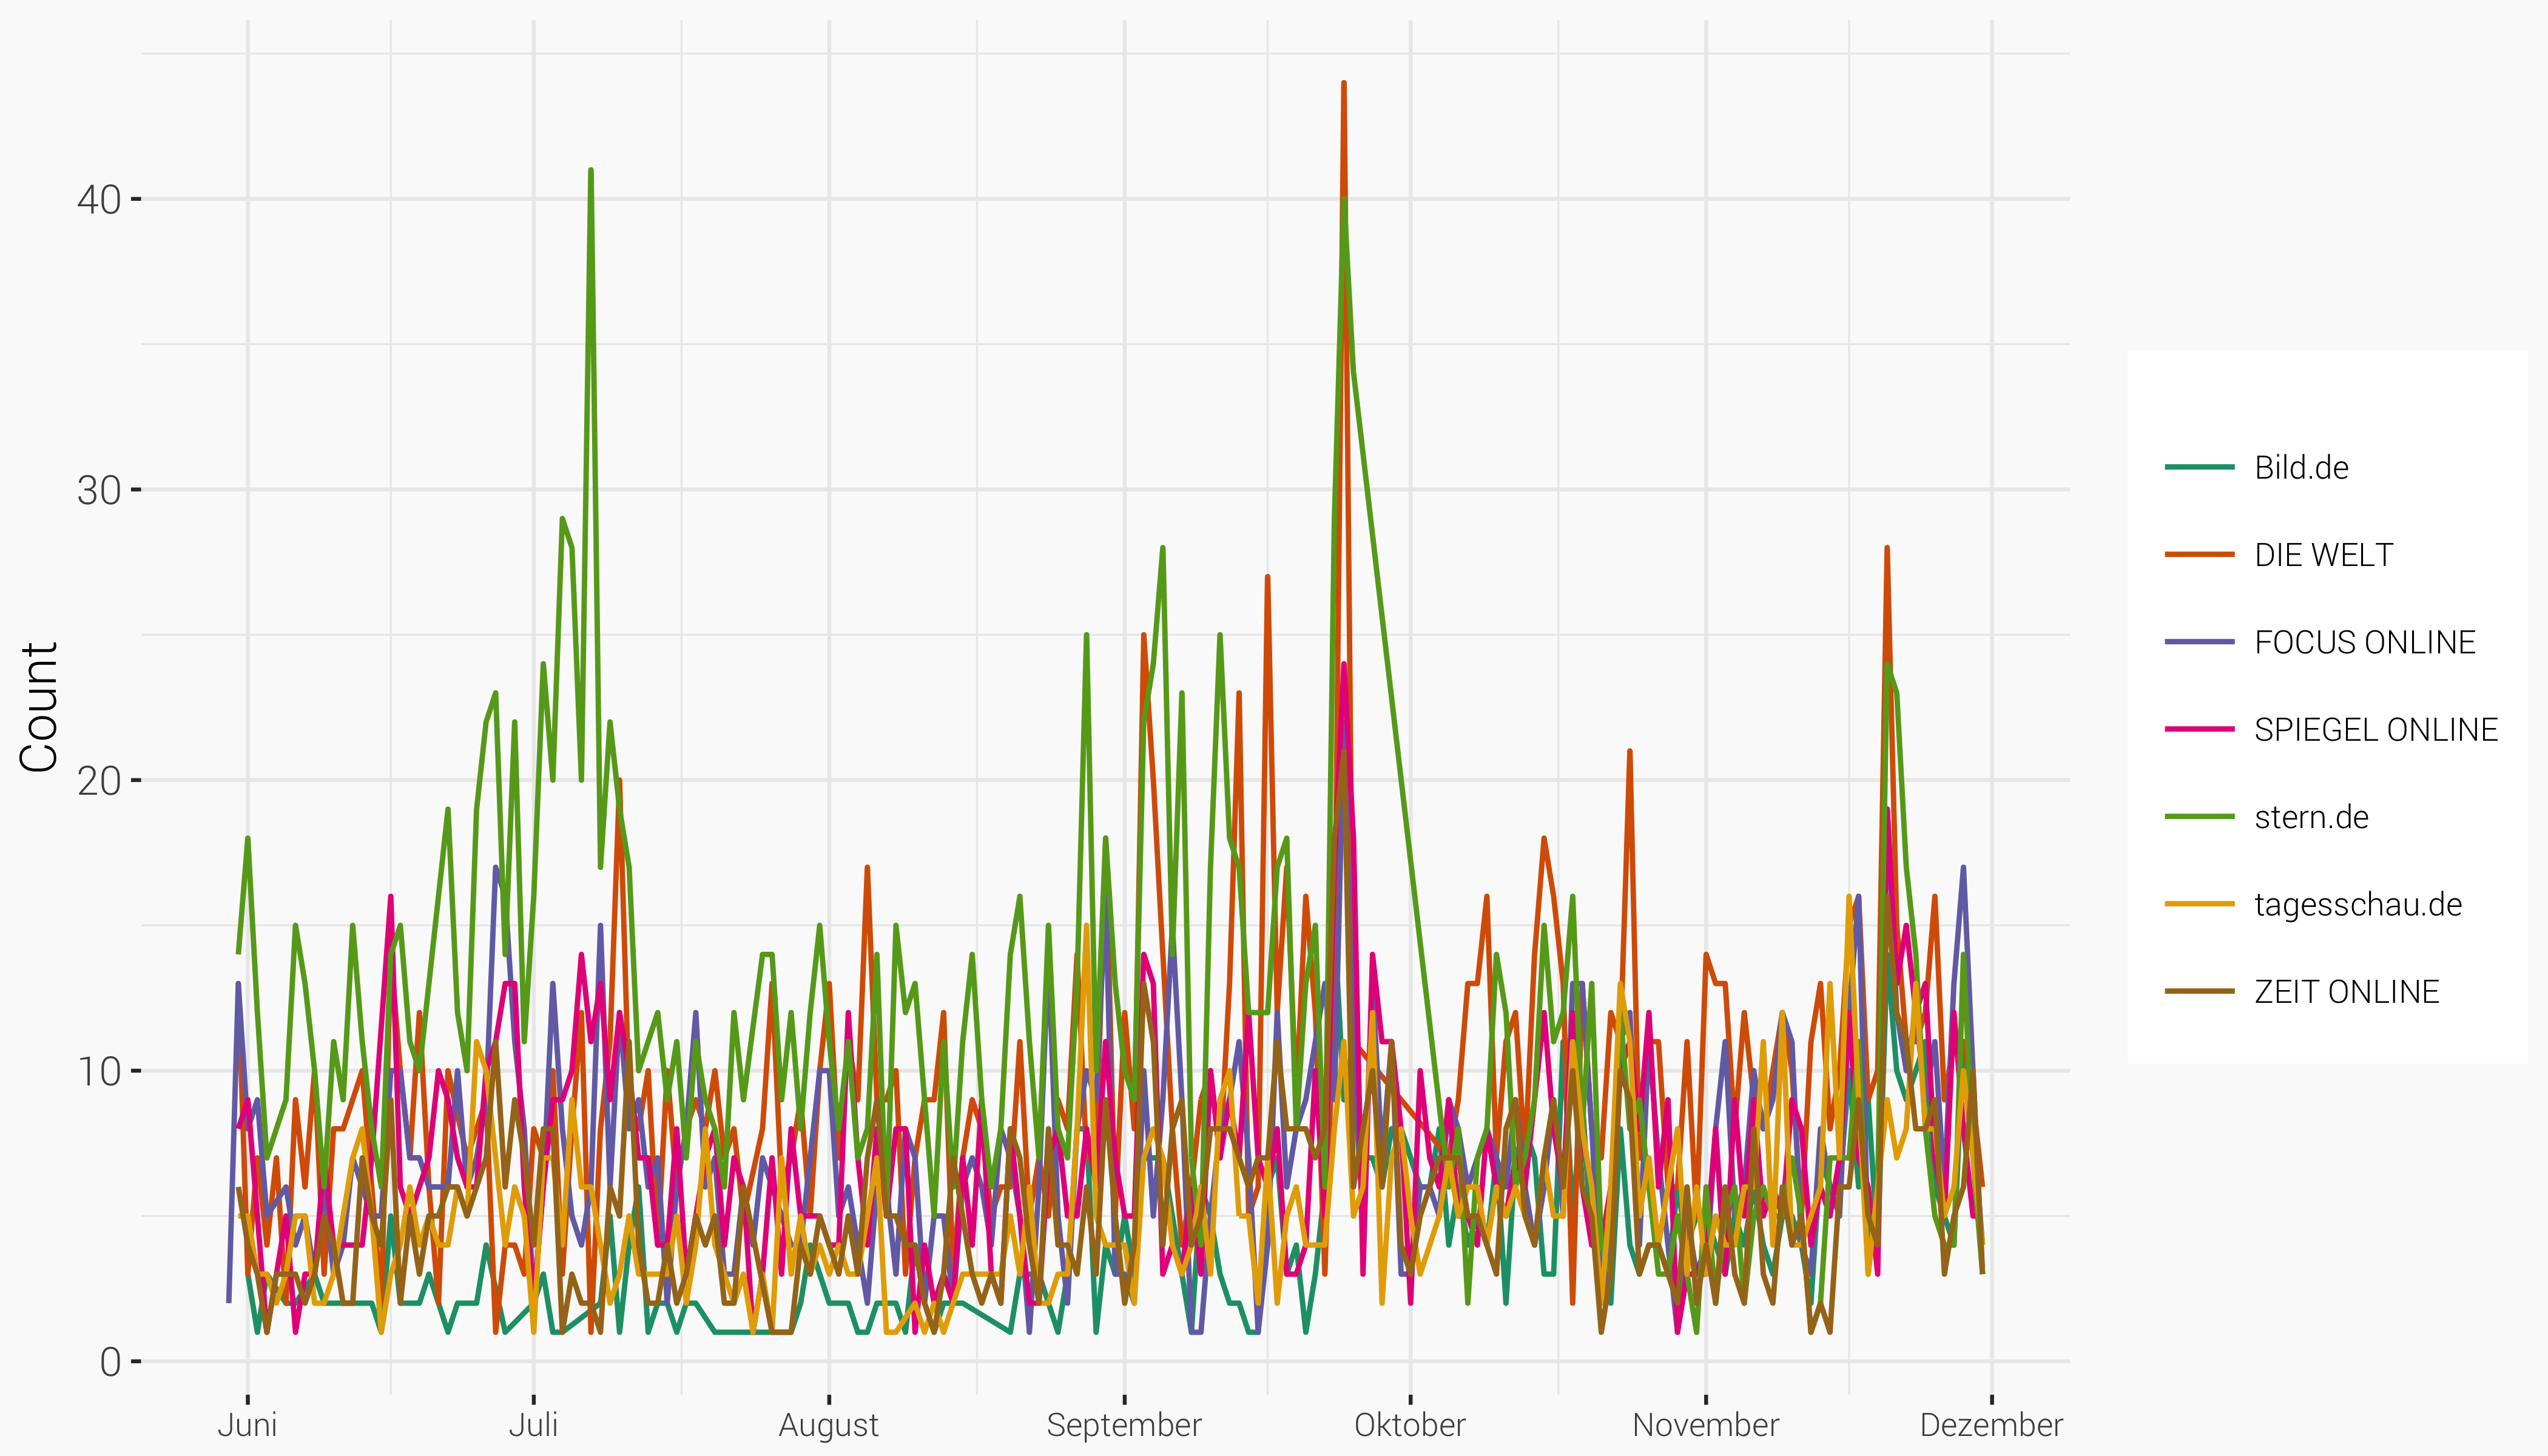 Count
40
30
20
10
0
Juni Juli August September Oktober November Dezember
Bild.de
DIE WELT
FOCUS ONLINE
SPIEGEL ONLINE
stern.de
tagesschau.de
ZEIT ONLINE